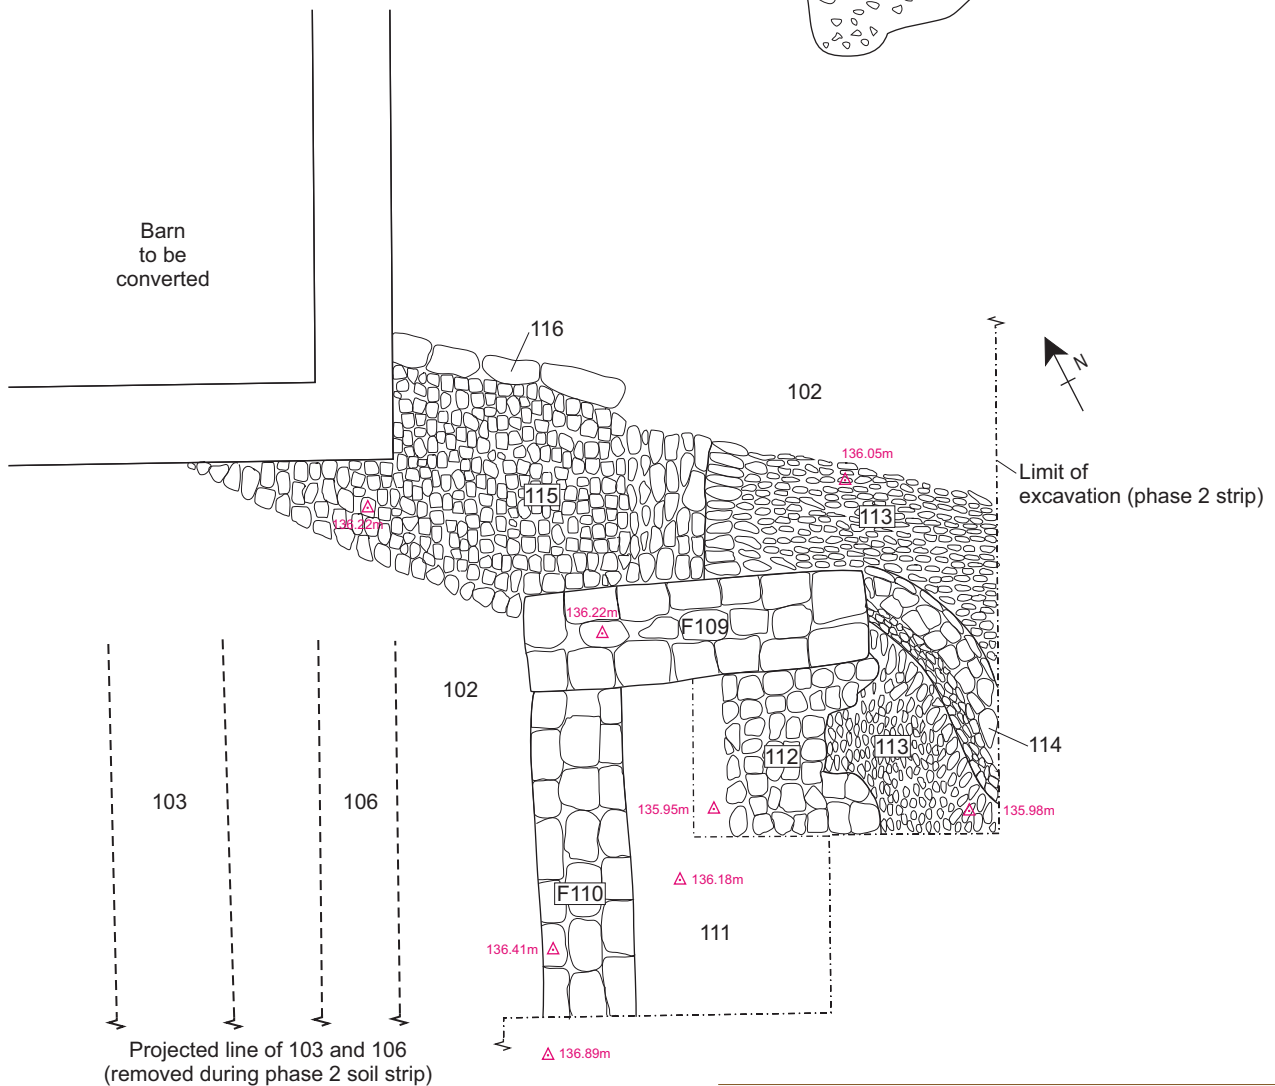 Barn
to be
converted
116
102
N
136.05m
Limit of
excavation (phase 2 strip)
115
113
136.22m
136.22m
F109
102
114
112
113
103
106
135.95m
135.98m
136.18m
F110
111
136.41m
Projected line of 103 and 106
(removed during phase 2 soil strip)
136.89m